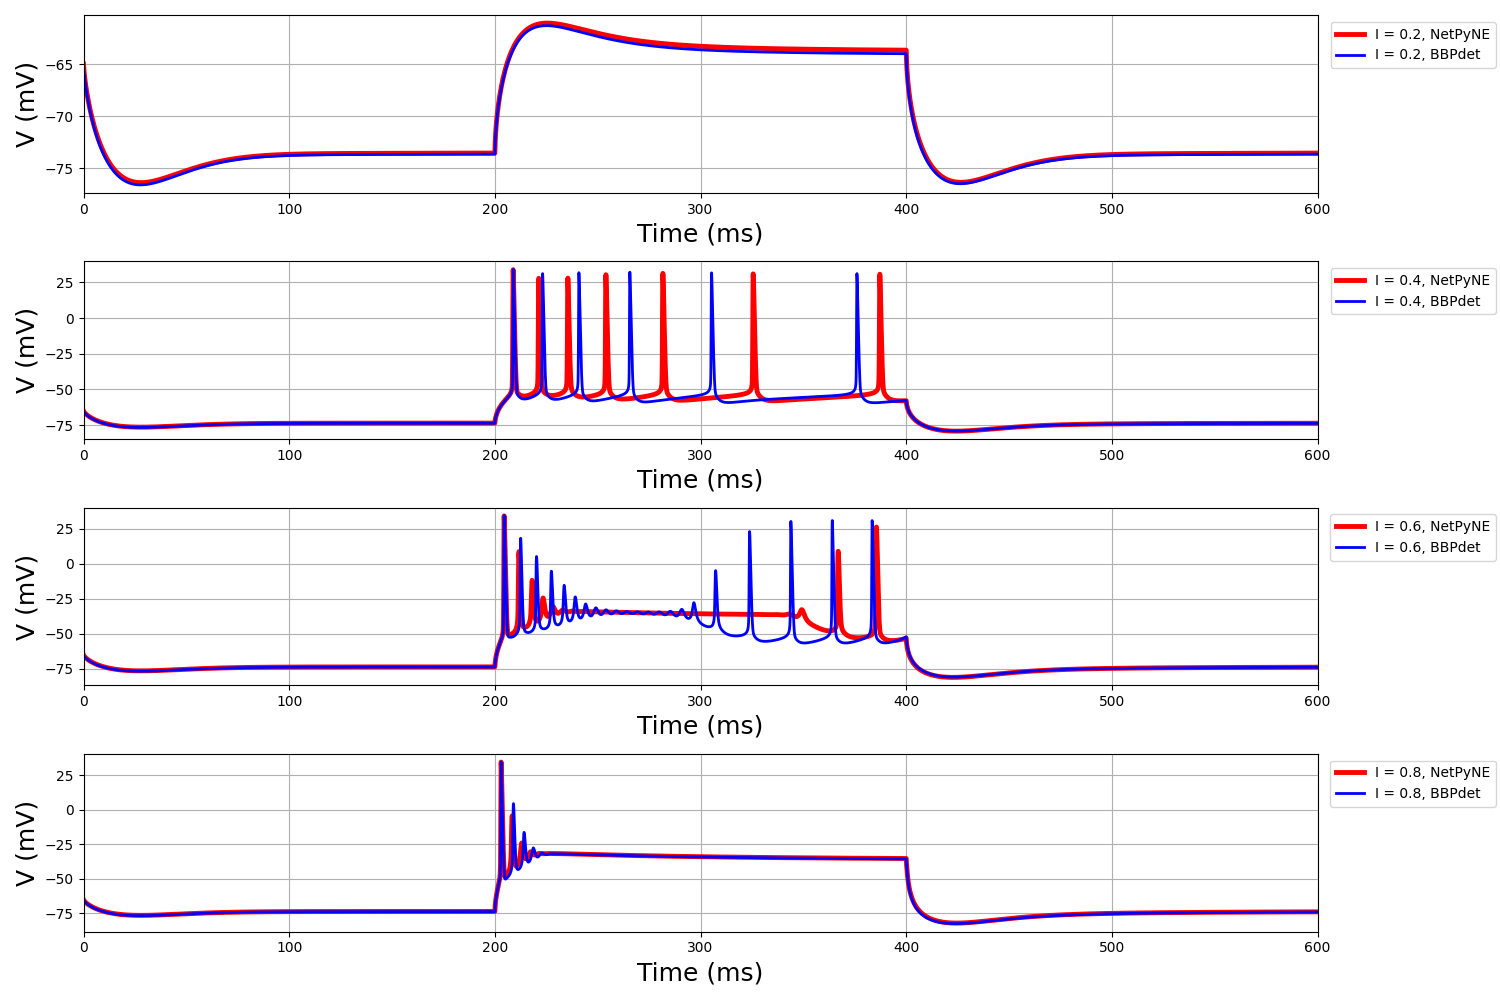 I = 0.2, NetPyNE
I = 0.2, BBPdet
V (mV)
−65
−70
−75
0 100 200 300 400 500 600
Time (ms)
I = 0.4, NetPyNE
I = 0.4, BBPdet
V (mV)
25
0
−25
−50
−75
0 100 200 300 400 500 600
Time (ms)
I = 0.6, NetPyNE
I = 0.6, BBPdet
V (mV)
25
0
−25
−50
−75
0 100 200 300 400 500 600
Time (ms)
I = 0.8, NetPyNE
I = 0.8, BBPdet
V (mV)
25
0
−25
−50
−75
0 100 200 300 400 500 600
Time (ms)